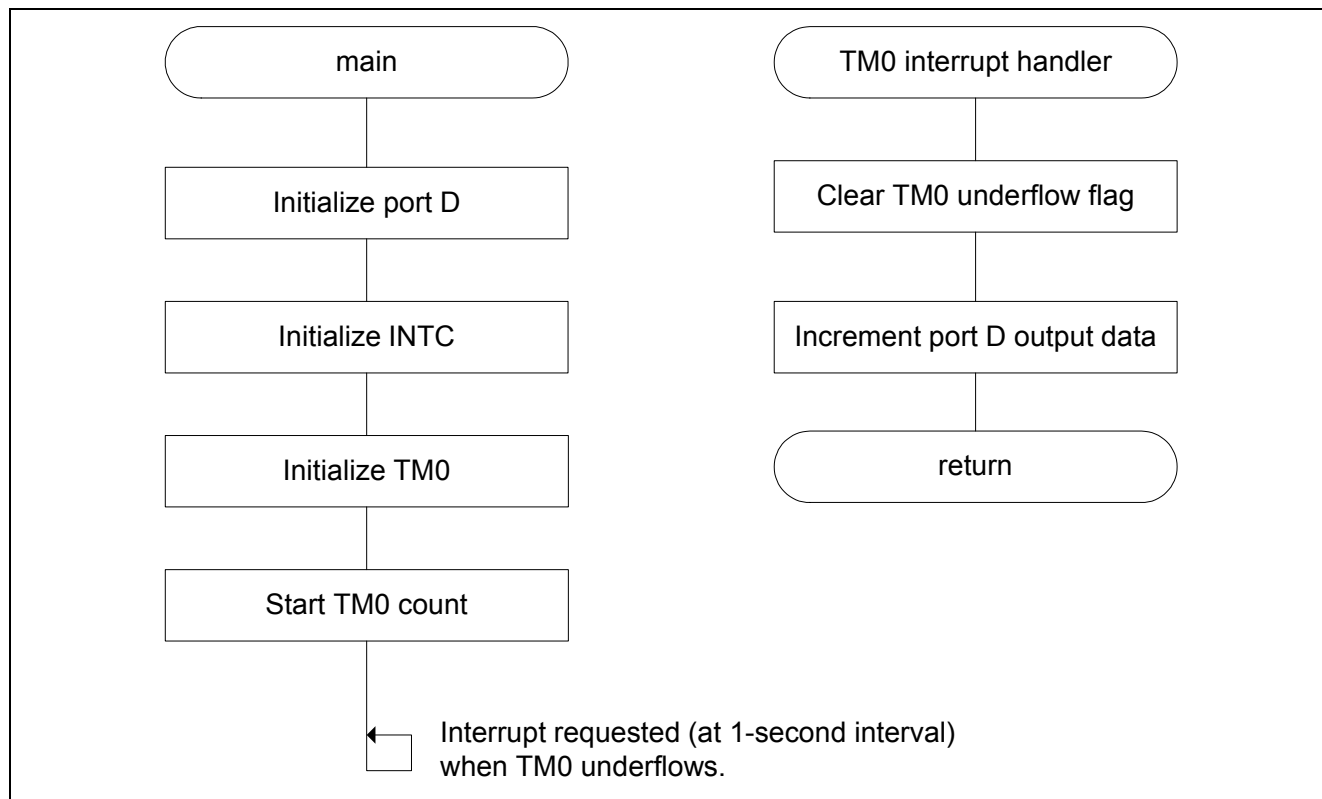 main
Initialize port D
Initialize INTC
Initialize TM0
Start TM0 count
Interrupt requested (at 1-second interval)
when TM0 underflows.
TM0 interrupt handler
Clear TM0 underflow flag
Increment port D output data
return